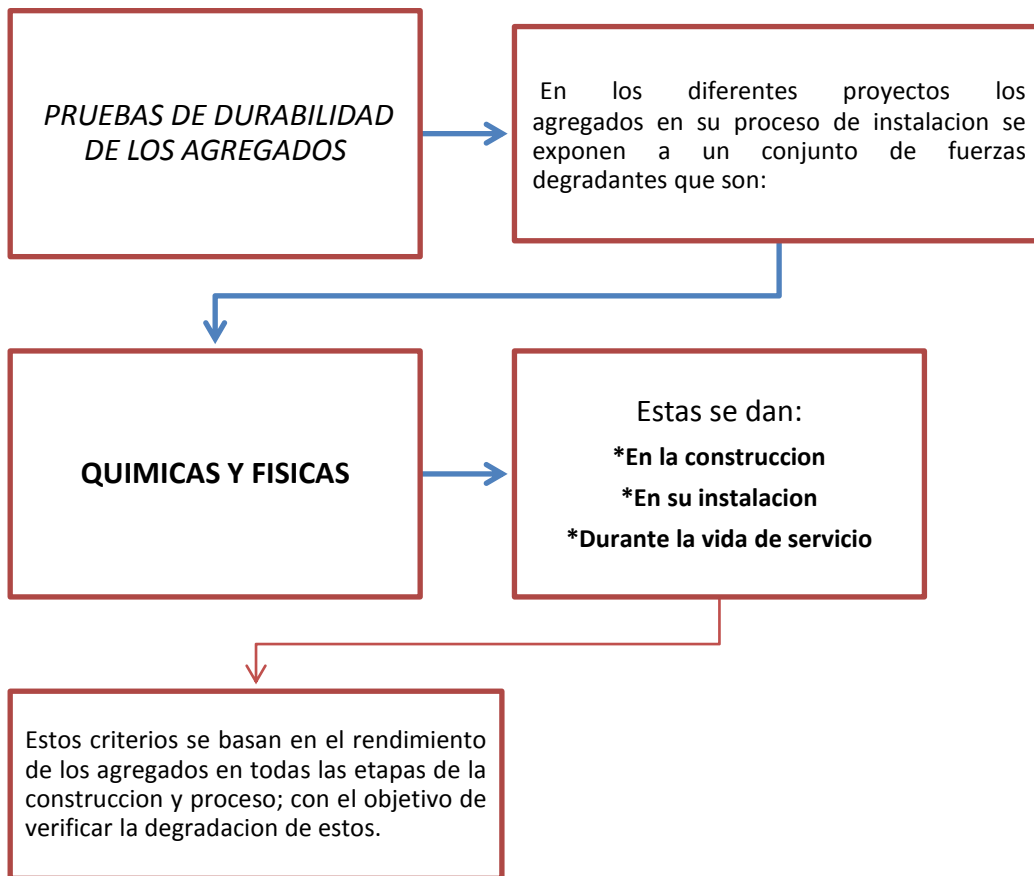 PRUEBAS DE DURABILIDAD
DE LOS AGREGADOS
En los diferentes proyectos los
agregados en su proceso de instalacion se
exponen a un conjunto de fuerzas
degradantes que son:
QUIMICAS Y FISICAS
Estas se dan:
*En la construccion
*En su instalacion
*Durante la vida de servicio
Estos criterios se basan en el rendimiento
de los agregados en todas las etapas de la
construccion y proceso; con el objetivo de
verificar la degradacion de estos.